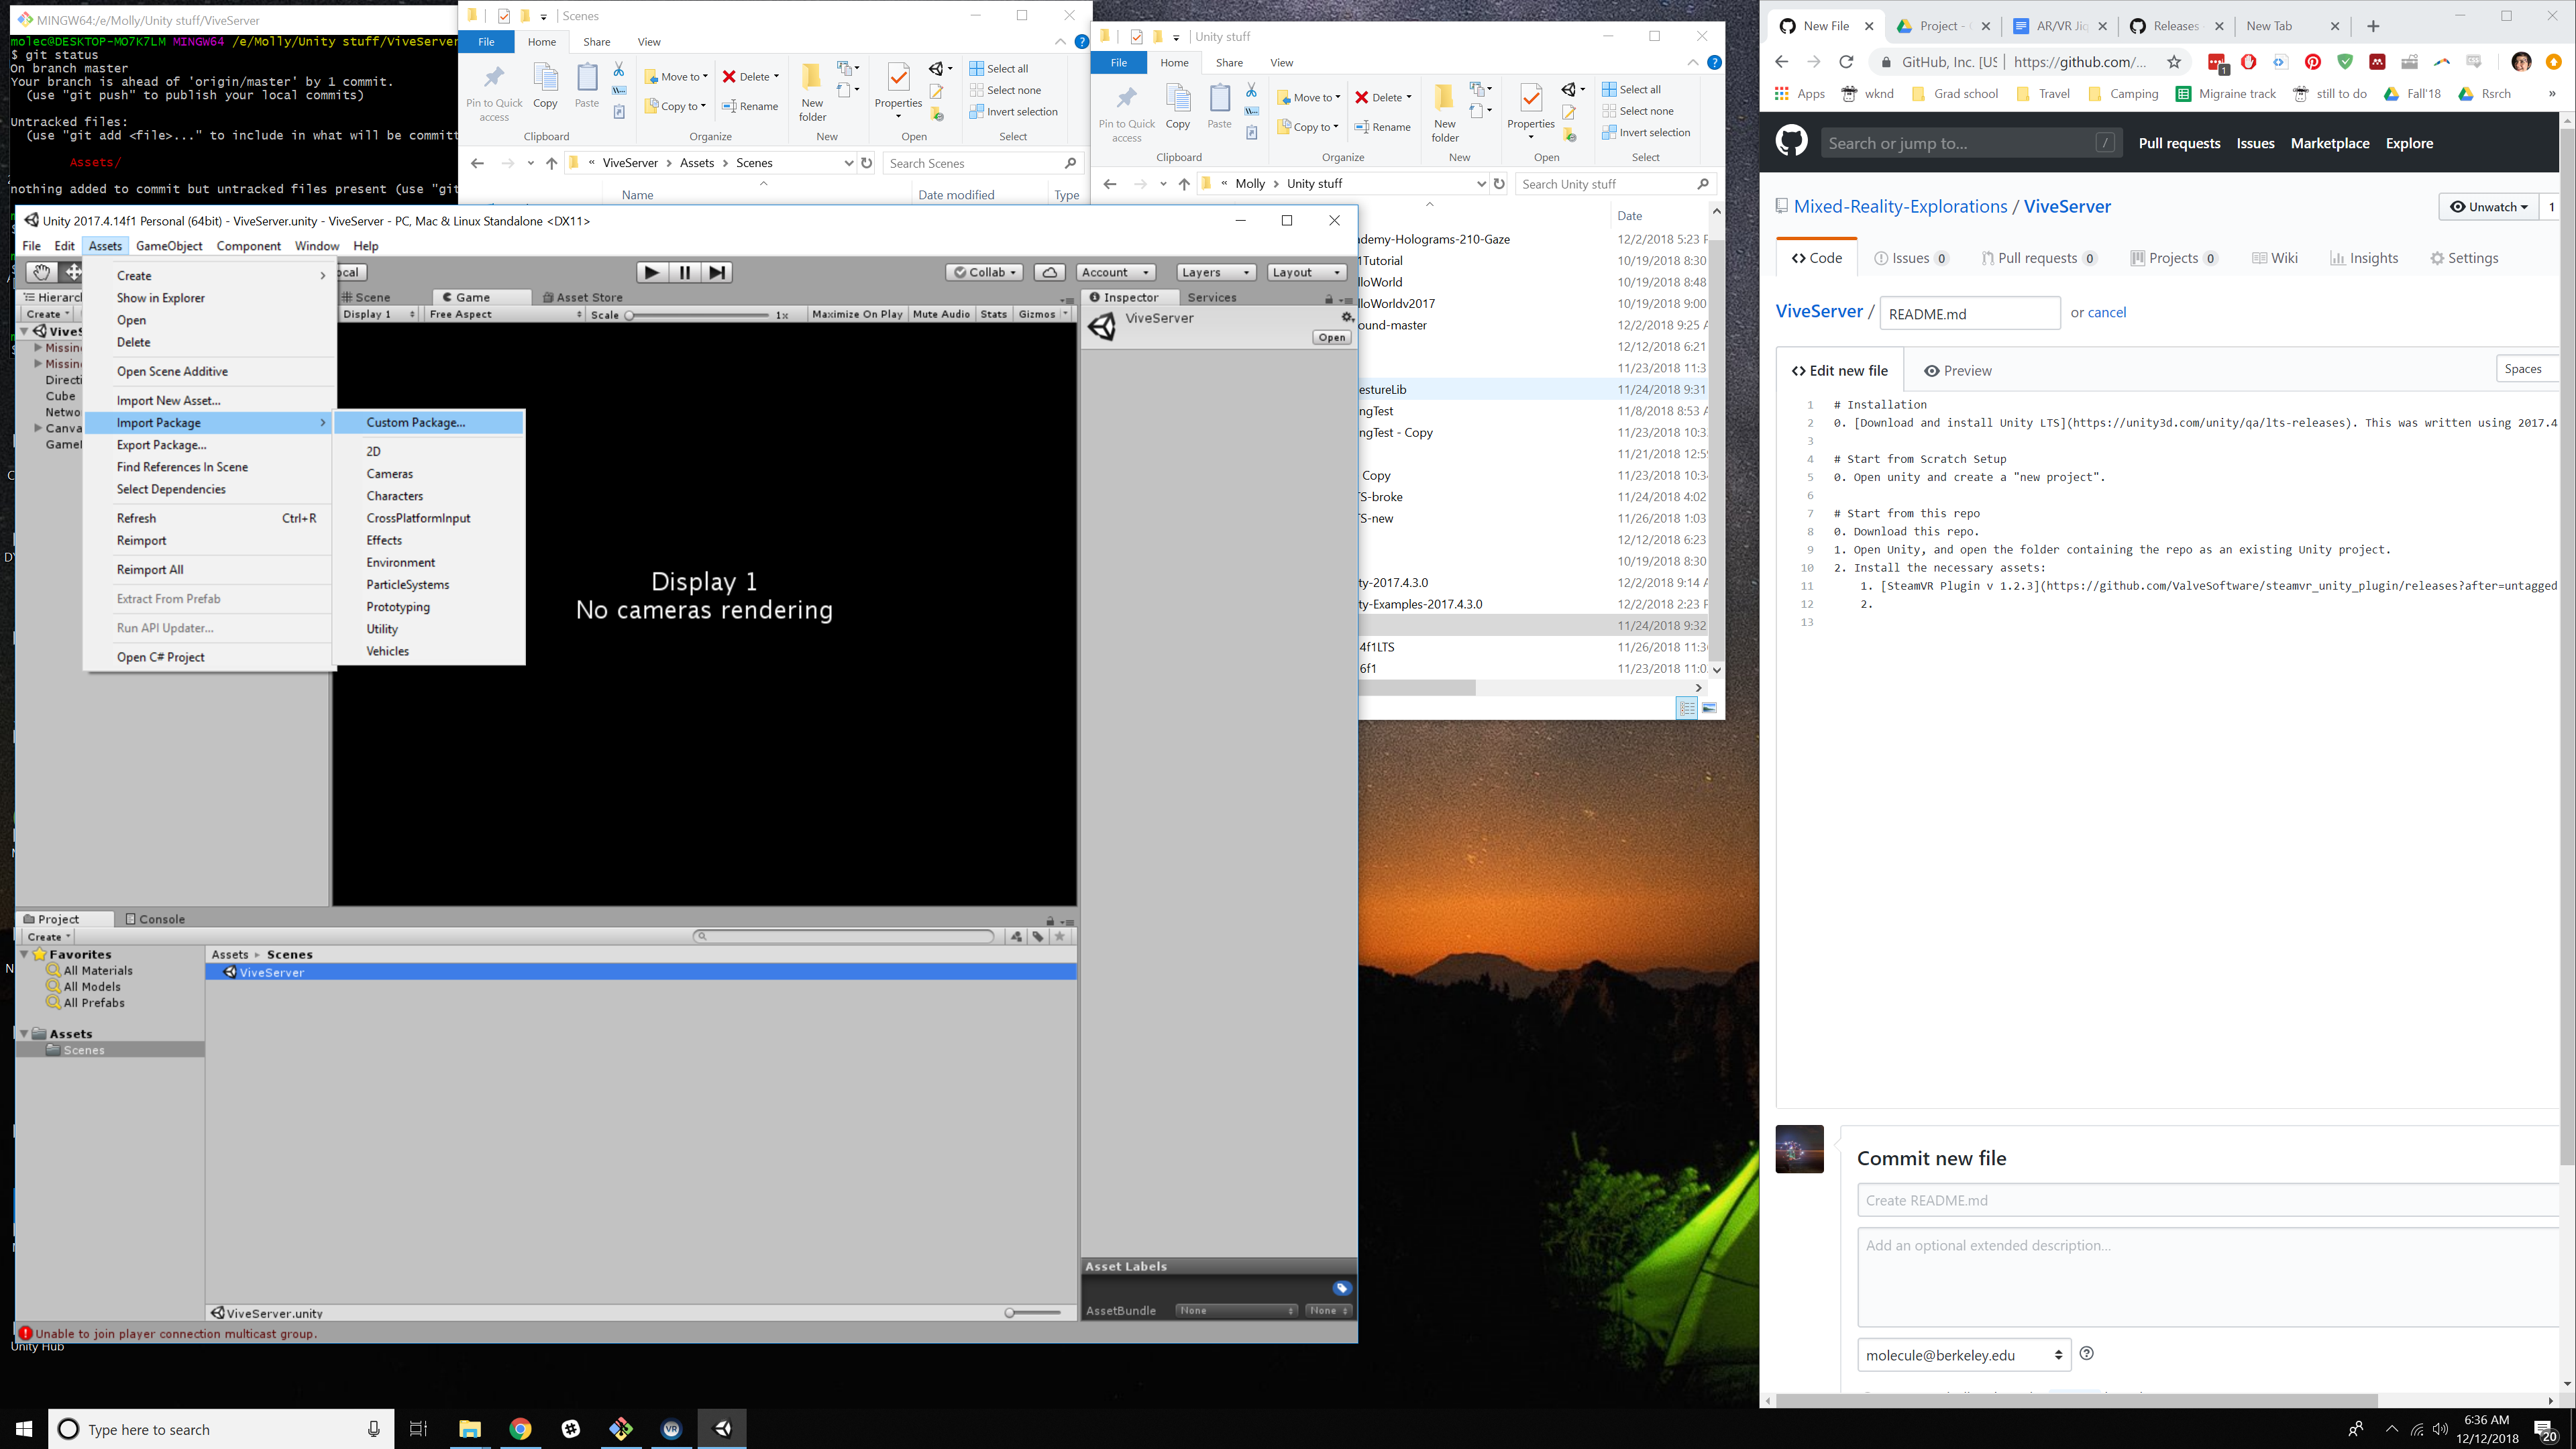 MINGW64:/e/Molly/Unity stuff/ViveServer
molec@DESKTOP-MO7K7LM MINGW64 /e/Molly/Unity stuff/ViveServer
$ git status
On branch master
Your branch is ahead of 'origin/master' by 1 commit.
(use "git push" to publish your local commits)
Untracked files:
(use "git add <file>..." to include in what will be committ
Assets/
nothing added to commit but untracked files present (use "git
Scenes
File Home Share View
Pin to Quick access Copy Paste
Move to Delete
Copy to Rename
New folder
Properties
Select all
Select none
Invert selection
Clipboard Organize New Open Select
« ViveServer > Assets > Scenes
Search Scenes
Name Date modified Type
Unity stuff
File Home Share View
Pin to Quick access Copy Paste
Move to Delete
Copy to Rename
New folder
Properties
Select all
Select none
Invert selection
Clipboard Organize New Open Select
« Molly > Unity stuff
Search Unity stuff
Date
ademy-Holograms-210-Gaze 12/2/2018 5:23 P
1Tutorial 10/19/2018 8:30
lloWorld 10/19/2018 8:48
lloWorldv2017 10/19/2018 9:00
ound-master 12/2/2018 9:25 A
12/12/2018 6:21
11/23/2018 11:3
estureLib 11/24/2018 9:31
ngTest 11/8/2018 8:53 A
ngTest - Copy 11/23/2018 10:3
11/21/2018 12:5
Copy 11/23/2018 10:3
TS-broke 11/24/2018 4:02
TS-new 11/26/2018 1:03
12/12/2018 6:23
10/19/2018 8:30
ty-2017.4.3.0 12/2/2018 9:14 A
ty-Examples-2017.4.3.0 12/2/2018 2:23 P
11/24/2018 9:32
4f1LTS 11/26/2018 11:3
6f1 11/23/2018 11:0
Unity 2017.4.14f1 Personal (64bit) - ViveServer.unity - ViveServer - PC, Mac & Linux Standalone <DX11>
File Edit Assets GameObject Component Window Help
ocal Collab Account Layers Layout
Hierarch Scene Game Asset Store Inspector Services
Create Display 1 Free Aspect Scale 1x Maximize On Play Mute Audio Stats Gizmos
ViveS
Missin
Missin
Directi
Cube
Netwo
Canva
Game
ViveServer
Open
Create
Show in Explorer
Open
Delete
Open Scene Additive
Import New Asset...
Import Package
Export Package...
Find References In Scene
Select Dependencies
Refresh Ctrl+R
Reimport
Reimport All
Extract From Prefab
Run API Updater...
Open C# Project
Custom Package...
2D
Cameras
Characters
CrossPlatformInput
Effects
Environment
ParticleSystems
Prototyping
Utility
Vehicles
Display 1
No cameras rendering
Project Console
Create
Favorites
All Materials
All Models
All Prefabs
Assets
Scenes
Assets Scenes
ViveServer
ViveServer.unity
Asset Labels
AssetBundle None None
Unable to join player connection multicast group.
Unity Hub
New File Project - AR/VR Jig Releases New Tab
GitHub, Inc. [US https://github.com/...
Apps wknd Grad school Travel Camping Migraine track still to do Fall'18 Rsrch »
Search or jump to... / Pull requests Issues Marketplace Explore
Mixed-Reality-Explorations / ViveServer
Unwatch 1
Code Issues 0 Pull requests 0 Projects 0 Wiki Insights Settings
ViveServer / README.md or cancel
Edit new file Preview Spaces
1 # Installation
2 0. [Download and install Unity LTS](https://unity3d.com/unity/qa/lts-releases). This was written using 2017.4
3
4 # Start from Scratch Setup
5 0. Open unity and create a "new project".
6
7 # Start from this repo
8 0. Download this repo.
9 1. Open Unity, and open the folder containing the repo as an existing Unity project.
10 2. Install the necessary assets:
11 1. [SteamVR Plugin v 1.2.3](https://github.com/ValveSoftware/steamvr_unity_plugin/releases?after=untagged
12 2.
13
Commit new file
Create README.md
Add an optional extended description...
molecule@berkeley.edu
Type here to search
6:36 AM
12/12/2018
20